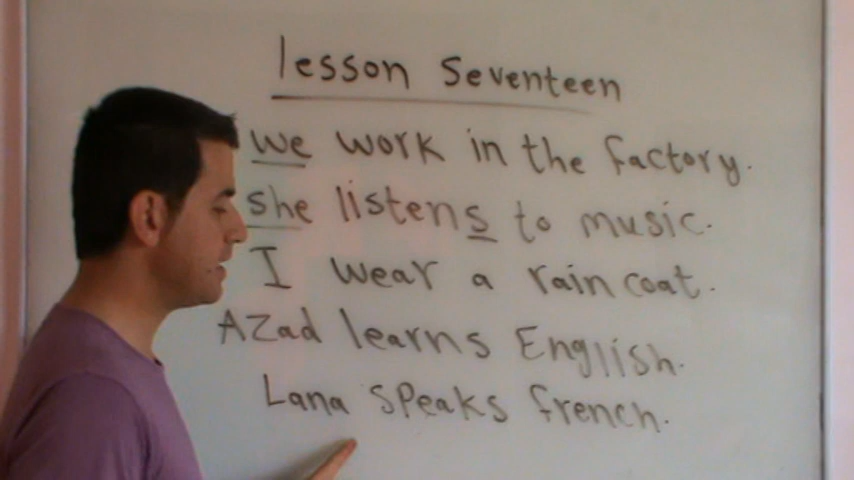 lesson seventeen
we work in the factory.
she listens to music.
I wear a rain coat.
Azad learns English.
Lana speaks french.